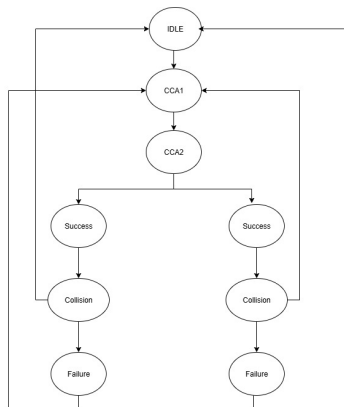 IDLE
CCA1
CCA2
Success
Success
Collision
Collision
Failure
Failure